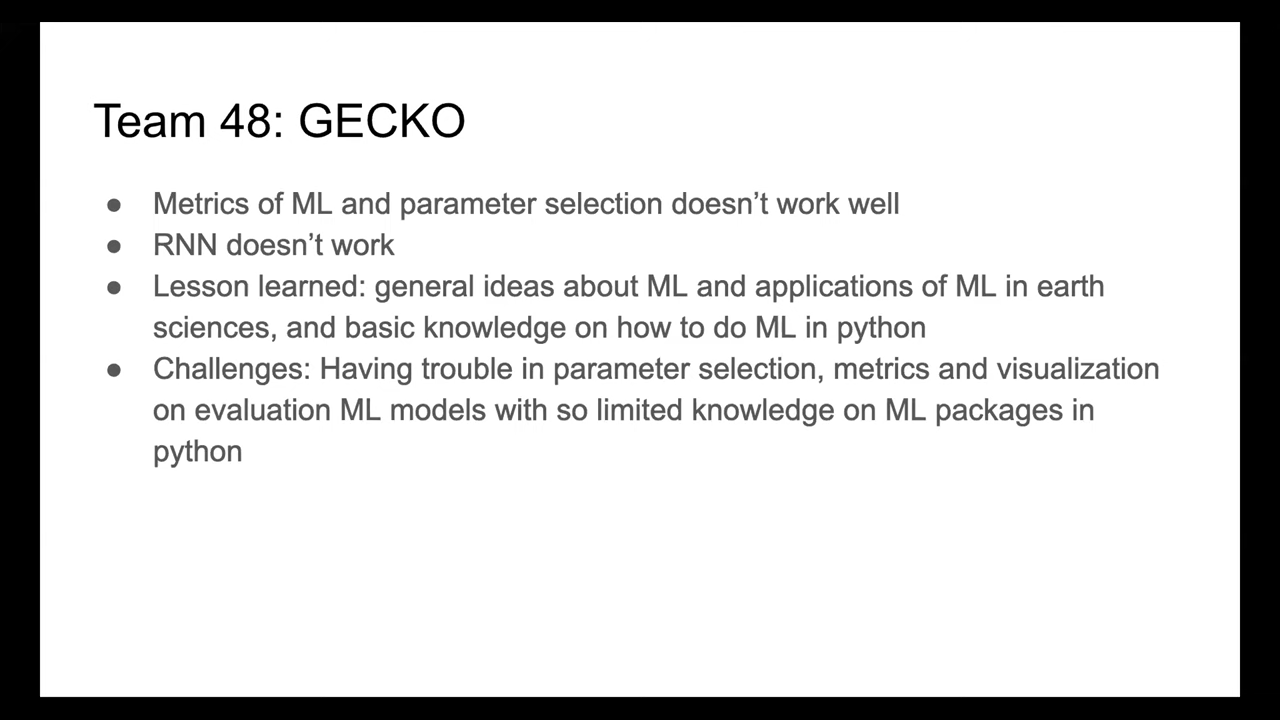 Team 48: GECKO
● Metrics of ML and parameter selection doesn’t work well
● RNN doesn’t work
● Lesson learned: general ideas about ML and applications of ML in earth
sciences, and basic knowledge on how to do ML in python
● Challenges: Having trouble in parameter selection, metrics and visualization
on evaluation ML models with so limited knowledge on ML packages in
python